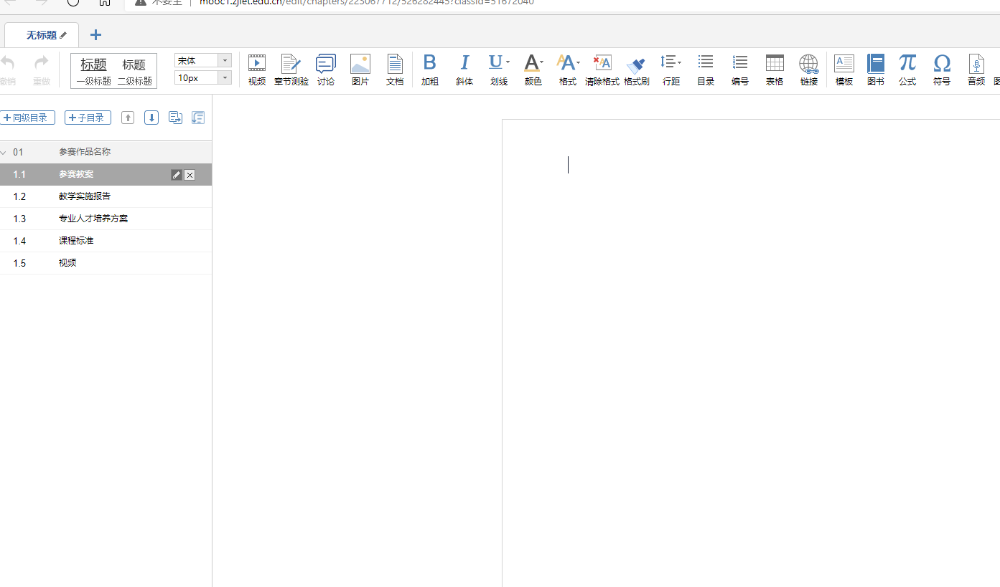 不安全 mooc1.zjiet.edu.cn/edit/chapters/223067712/526282445?classId=51672040
无标题
标题 标题 宋体
撤销 重做 一级标题 二级标题 10px 视频 章节测验 讨论 图片 文档 加粗 斜体 划线 颜色 格式 清除格式 格式刷 行距 目录 编号 表格 链接 模板 图书 公式 符号 音频
同级目录 子目录
01 参赛作品名称
1.1 参赛教案
1.2 教学实施报告
1.3 专业人才培养方案
1.4 课程标准
1.5 视频